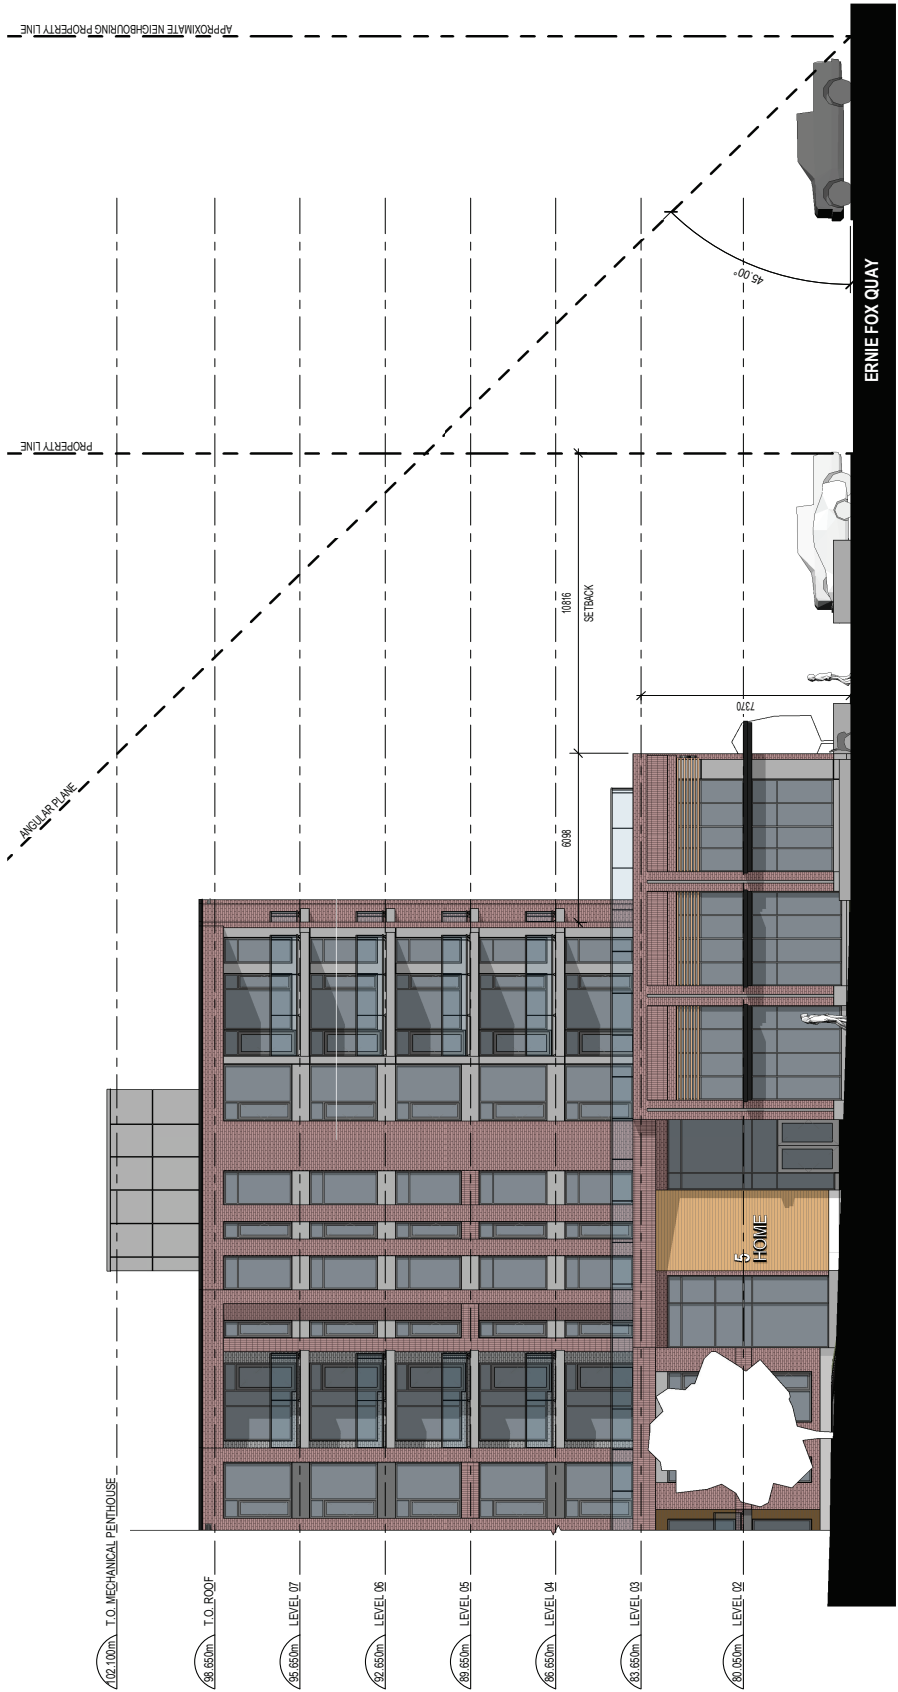 APPROXIMATE NEIGHBOURING PROPERTY LINE
PROPERTY LINE
ANGULAR PLANE
45.00°
ERNIE FOX QUAY
10816
SETBACK
7370
6098
5
HOME
102.100m T.O. MECHANICAL PENTHOUSE
98.650m T.O. ROOF
95.650m LEVEL 07
92.650m LEVEL 06
89.650m LEVEL 05
86.650m LEVEL 04
83.650m LEVEL 03
80.050m LEVEL 02